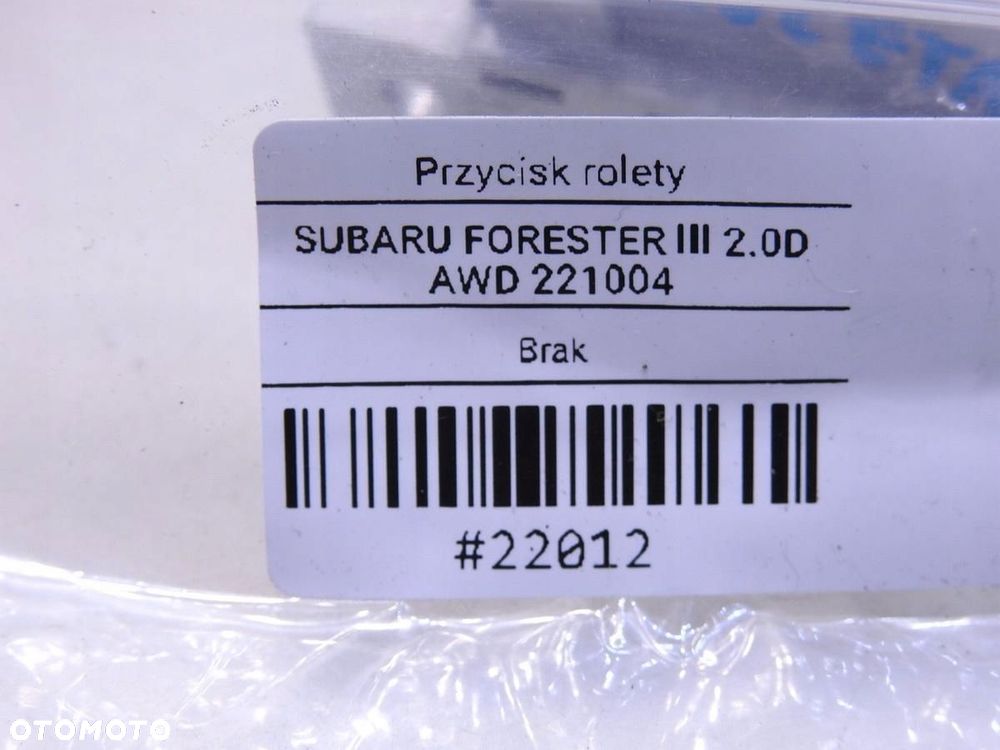 Przycisk rolety
SUBARU FORESTER III 2.0D
AWD 221004
Brak
#22012
OTOMOTO